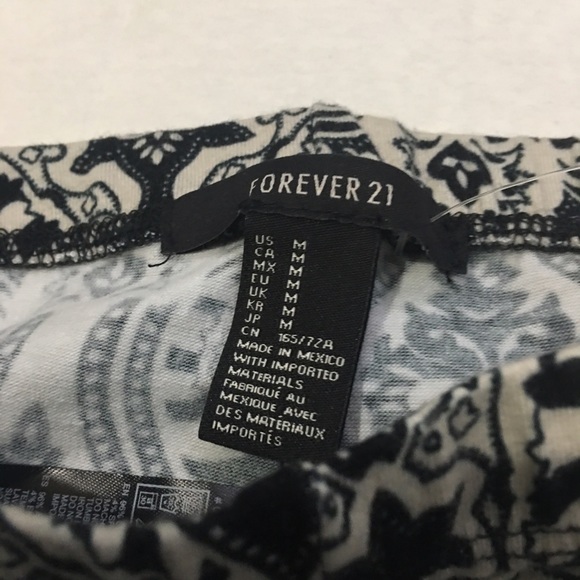 FOREVER 21
US M
CA M
MX M
EU M
UK M
KR M
JP M
CN 165/72A
MADE IN MEXICO
WITH IMPORTED
MATERIALS
FABRIQUÉ AU
MEXIQUE AVEC
DES MATÉRIAUX
IMPORTÉS